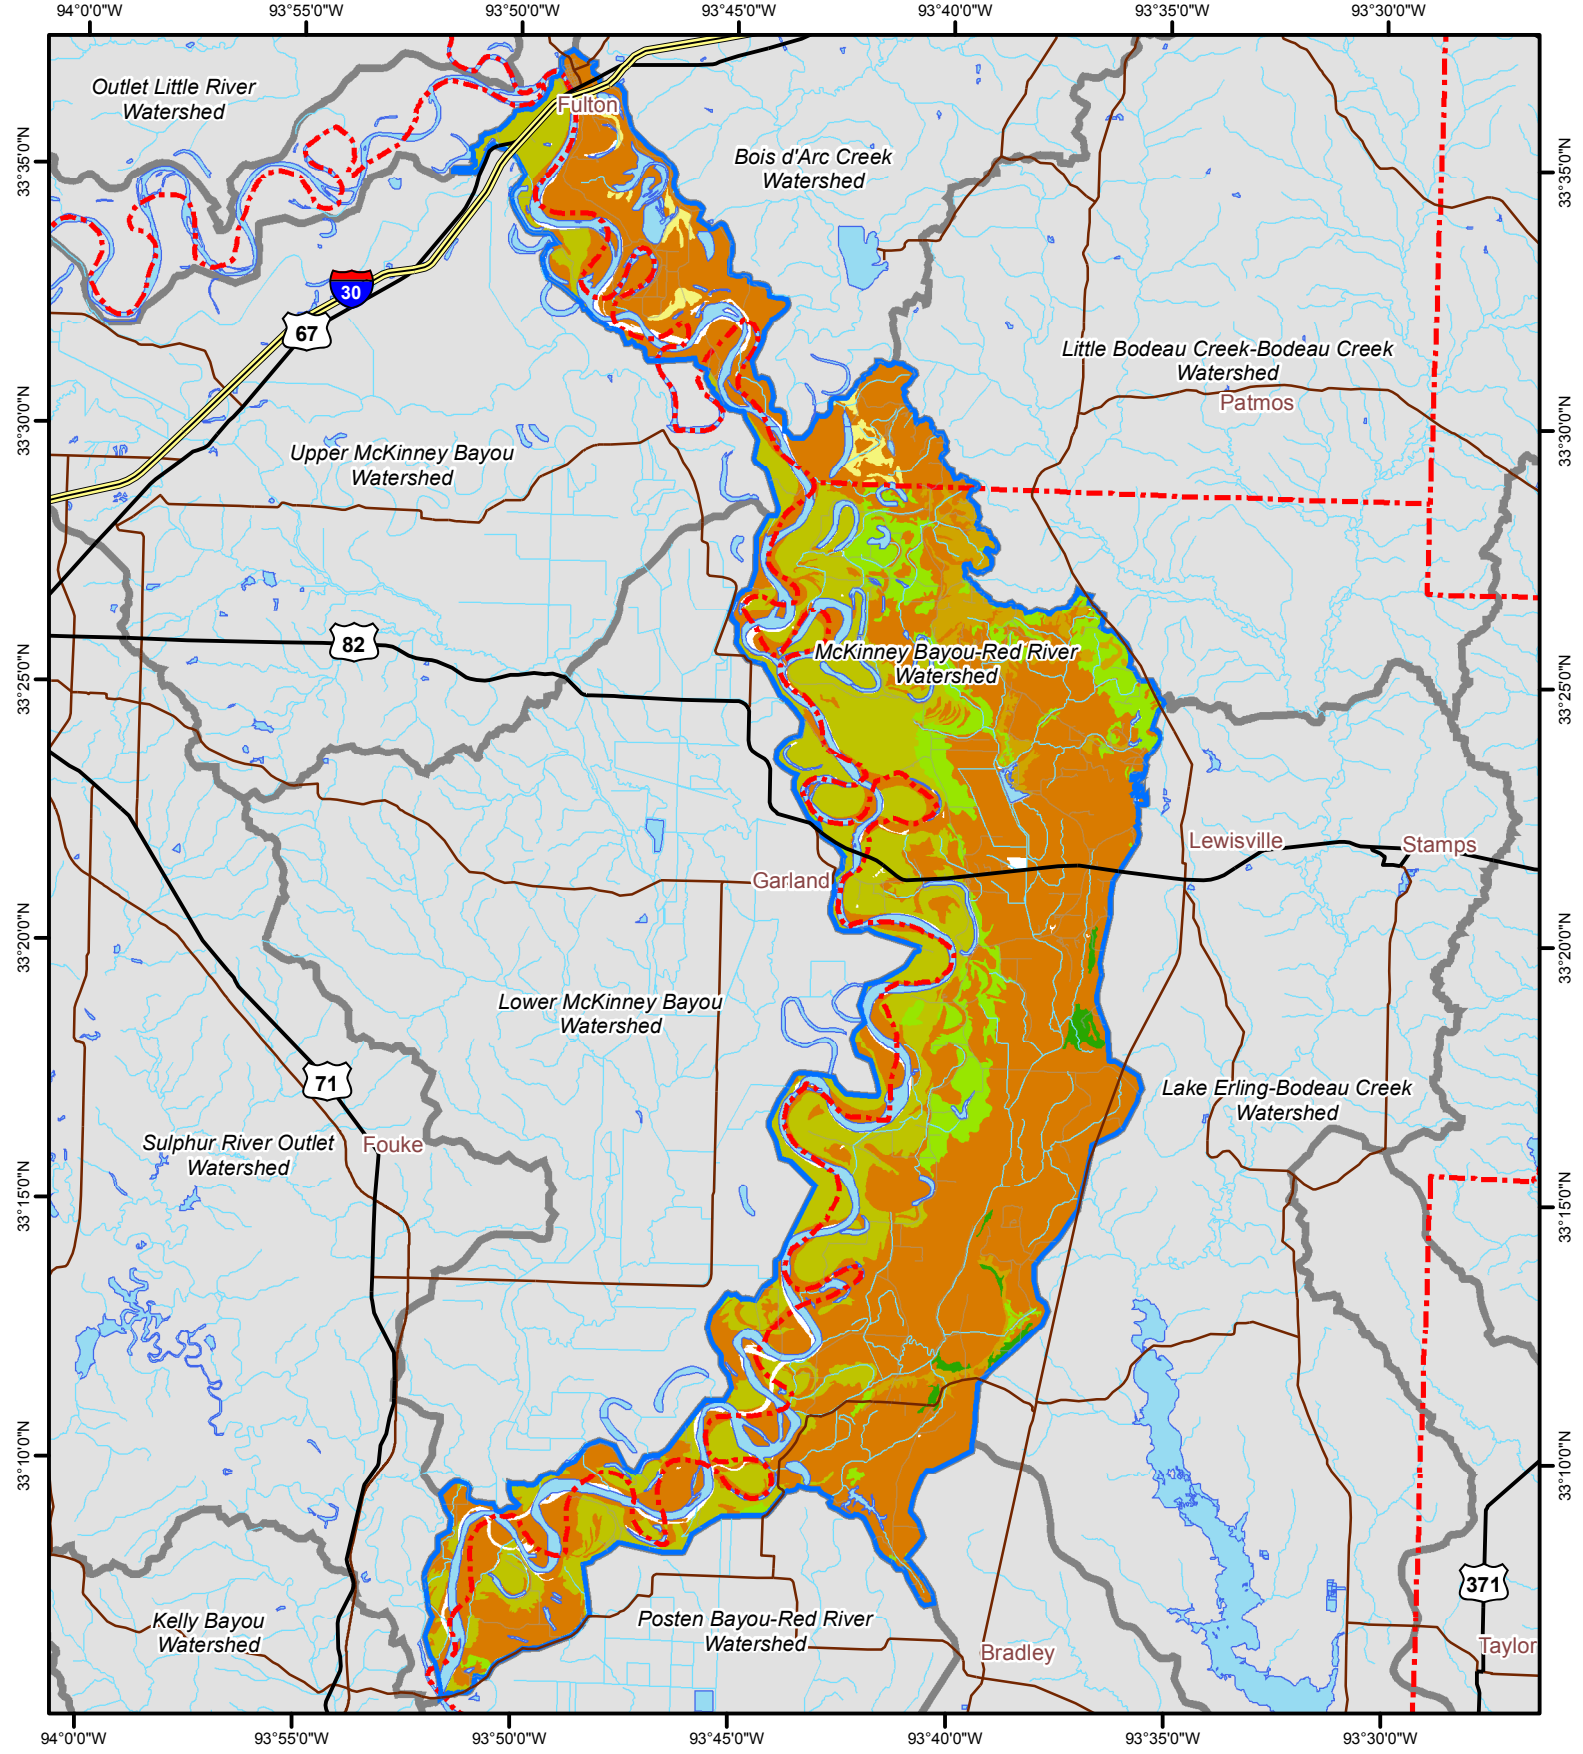 94°0'0"W
93°55'0"W
93°50'0"W
93°45'0"W
93°40'0"W
93°35'0"W
93°30'0"W
Outlet Little River
Watershed
Fulton
Bois d'Arc Creek
Watershed
33°35'0"N
33°35'0"N
30
67
Little Bodeau Creek-Bodeau Creek
Watershed
Patmos
33°30'0"N
33°30'0"N
Upper McKinney Bayou
Watershed
82
McKinney Bayou-Red River
Watershed
33°25'0"N
33°25'0"N
Lewisville
Stamps
Garland
33°20'0"N
33°20'0"N
Lower McKinney Bayou
Watershed
71
Lake Erling-Bodeau Creek
Watershed
Sulphur River Outlet
Watershed
Fouke
33°15'0"N
33°15'0"N
33°10'0"N
33°10'0"N
371
Kelly Bayou
Watershed
Posten Bayou-Red River
Watershed
Bradley
Taylor
94°0'0"W
93°55'0"W
93°50'0"W
93°45'0"W
93°40'0"W
93°35'0"W
93°30'0"W